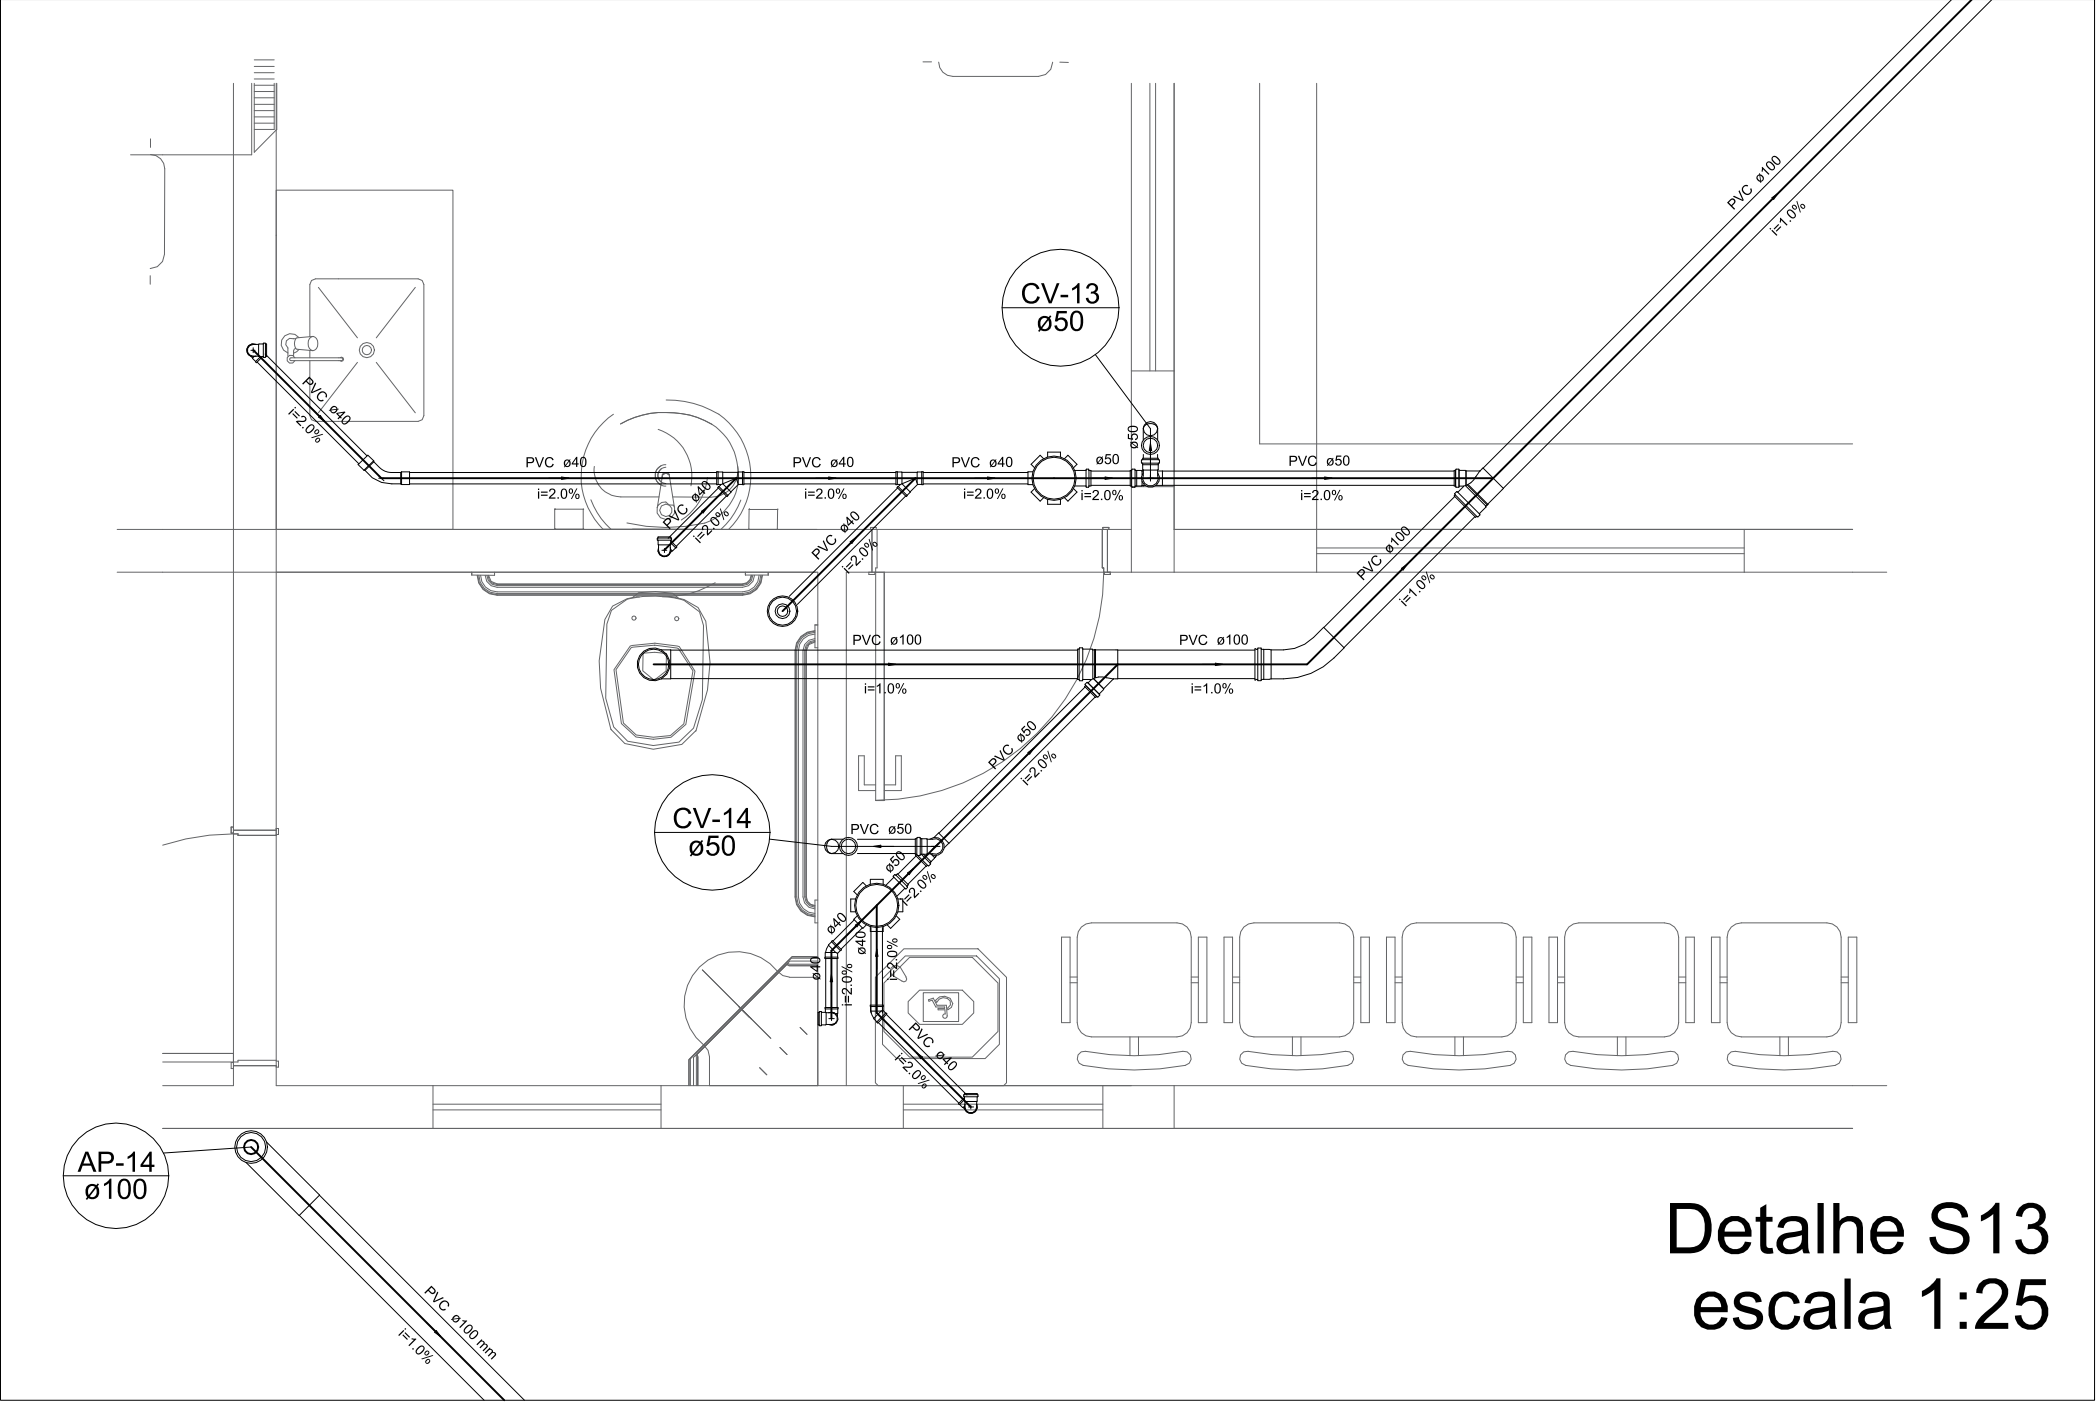 PVC ø100
i=1.0%
CV-13
ø50
PVC ø40
i=2.0%
PVC ø40
i=2.0%
PVC ø40
i=2.0%
PVC ø40
i=2.0%
PVC ø40
i=2.0%
ø50
i=2.0%
ø50
PVC ø50
i=2.0%
PVC ø40
i=2.0%
PVC ø100
i=1.0%
PVC ø100
i=1.0%
PVC ø100
i=1.0%
PVC ø50
i=2.0%
CV-14
ø50
PVC ø50
ø50
i=2.0%
ø40
ø40
i=2.0%
ø40
i=2.0%
PVC ø40
i=2.0%
AP-14
ø100
PVC ø100 mm
i=1.0%
Detalhe S13
escala 1:25